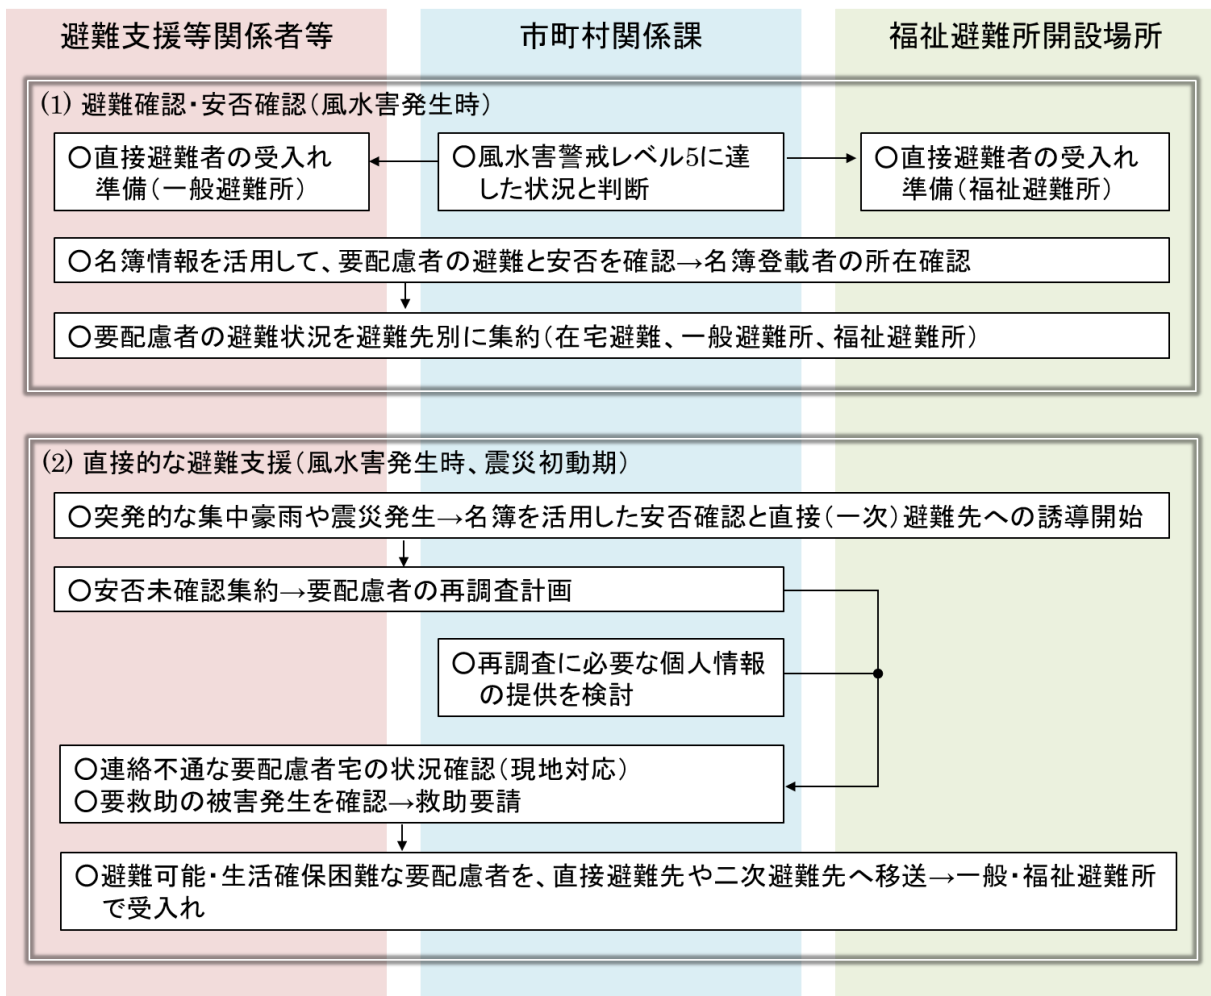 避難支援等関係者等
市町村関係課
福祉避難所開設場所
(1) 避難確認・安否確認（風水害発生時）
〇直接避難者の受入れ
準備（一般避難所）
〇風水害警戒レベル5に達
した状況と判断
〇直接避難者の受入れ
準備（福祉避難所）
〇名簿情報を活用して、要配慮者の避難と安否を確認→名簿登載者の所在確認
〇要配慮者の避難状況を避難先別に集約（在宅避難、一般避難所、福祉避難所）
(2) 直接的な避難支援（風水害発生時、震災初動期）
〇突発的な集中豪雨や震災発生→名簿を活用した安否確認と直接（一次）避難先への誘導開始
〇安否未確認集約→要配慮者の再調査計画
〇再調査に必要な個人情報
の提供を検討
〇連絡不通な要配慮者宅の状況確認（現地対応）
〇要救助の被害発生を確認→救助要請
〇避難可能・生活確保困難な要配慮者を、直接避難先や二次避難先へ移送→一般・福祉避難所
で受入れ